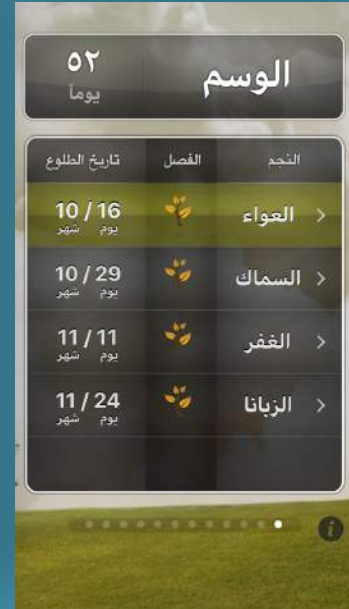 الوسم ٥٢
يوماً
النجم الفصل تاريخ الطلوع
العواء 10 / 16
يوم شهر
السماك 10 / 29
يوم شهر
الغفر 11 / 11
يوم شهر
الزبانا 11 / 24
يوم شهر